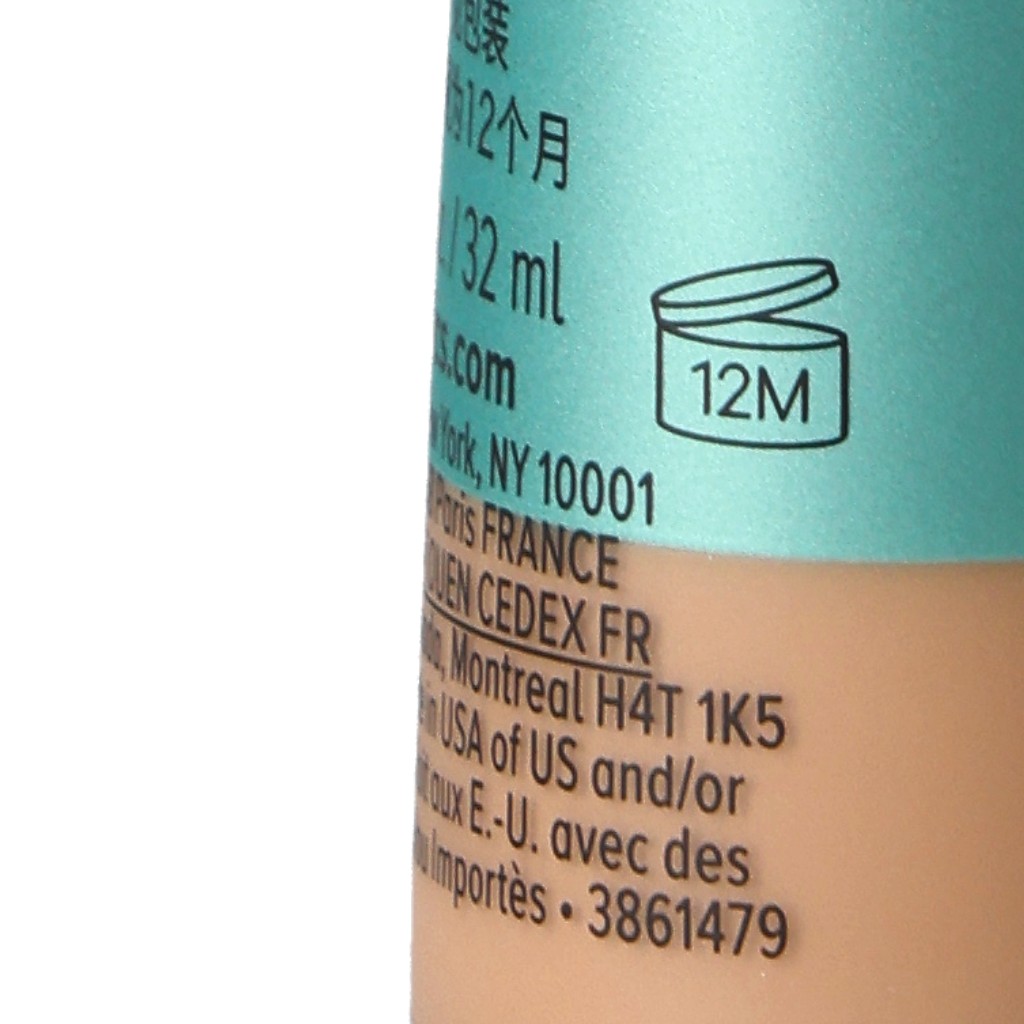 包装
12个月
/ 32 ml
.com
York, NY 10001
Paris FRANCE
CEDEX FR
Montreal H4T 1K5
in USA of US and/or
aux E.-U. avec des
Importès • 3861479
12M